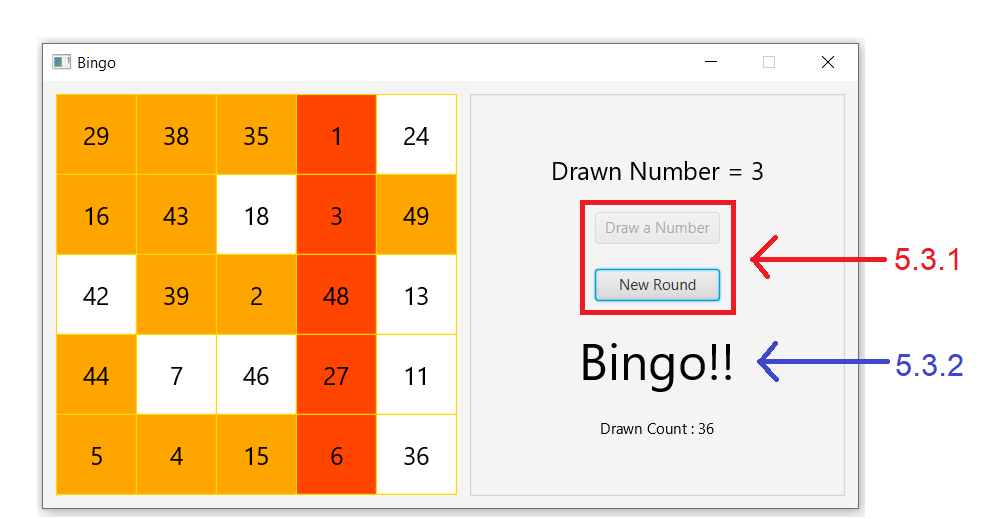 Bingo
29 38 35 1 24
16 43 18 3 49
42 39 2 48 13
44 7 46 27 11
5 4 15 6 36
Drawn Number = 3
Draw a Number
New Round
Bingo!!
Drawn Count : 36
5.3.1
5.3.2